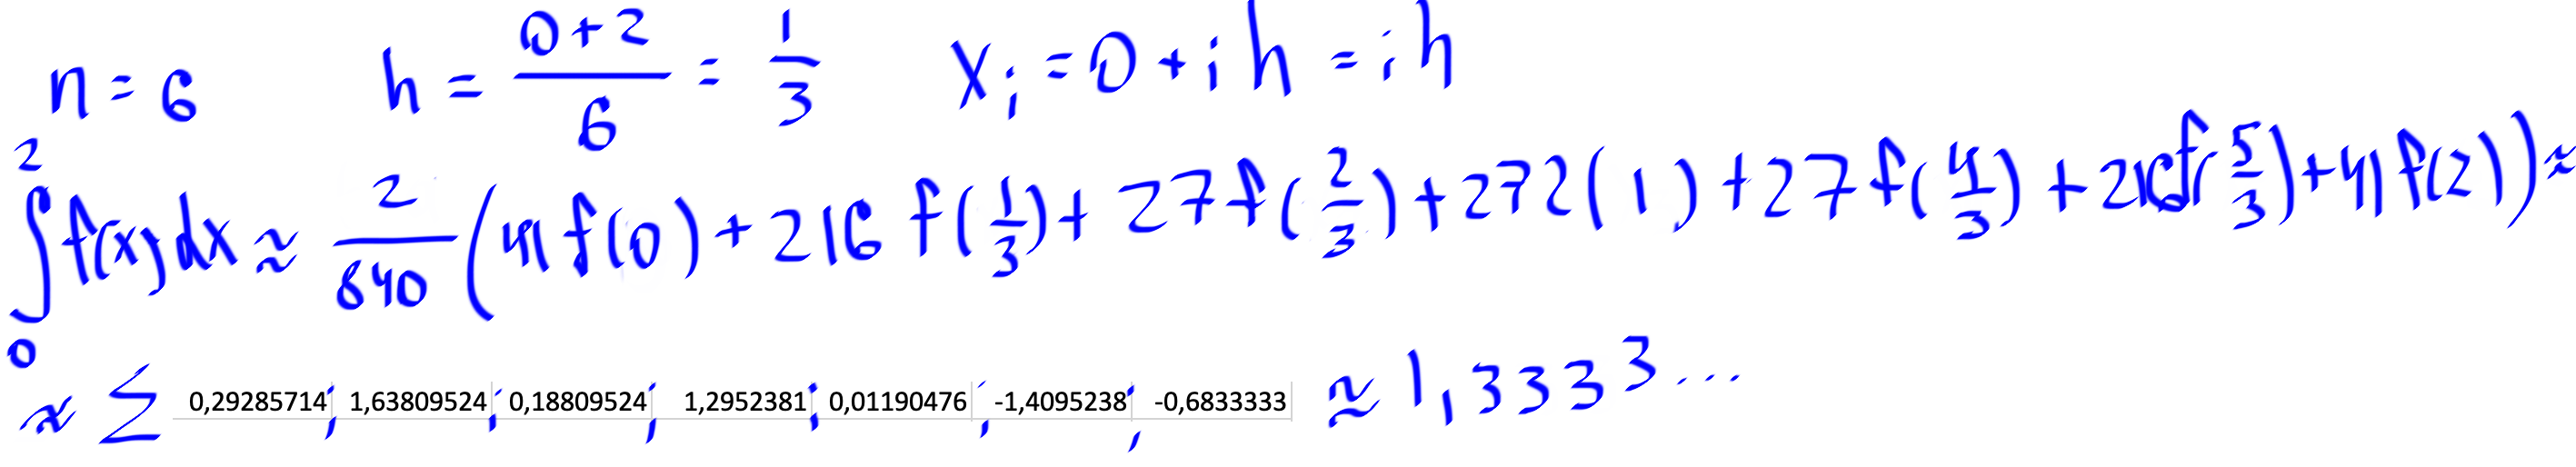 n = 6 h = (0+2)/6 = 1/3 x_i = 0 + i h = i h
∫_0^2 f(x) dx ≈ 2/840 (41 f(0) + 216 f(1/3) + 27 f(2/3) + 272 (1) + 27 f(4/3) + 216 f(5/3) + 41 f(2)) ≈
≈ Σ 0,29285714; 1,63809524; 0,18809524; 1,2952381; 0,01190476; -1,4095238; -0,6833333 ≈ 1,3333...